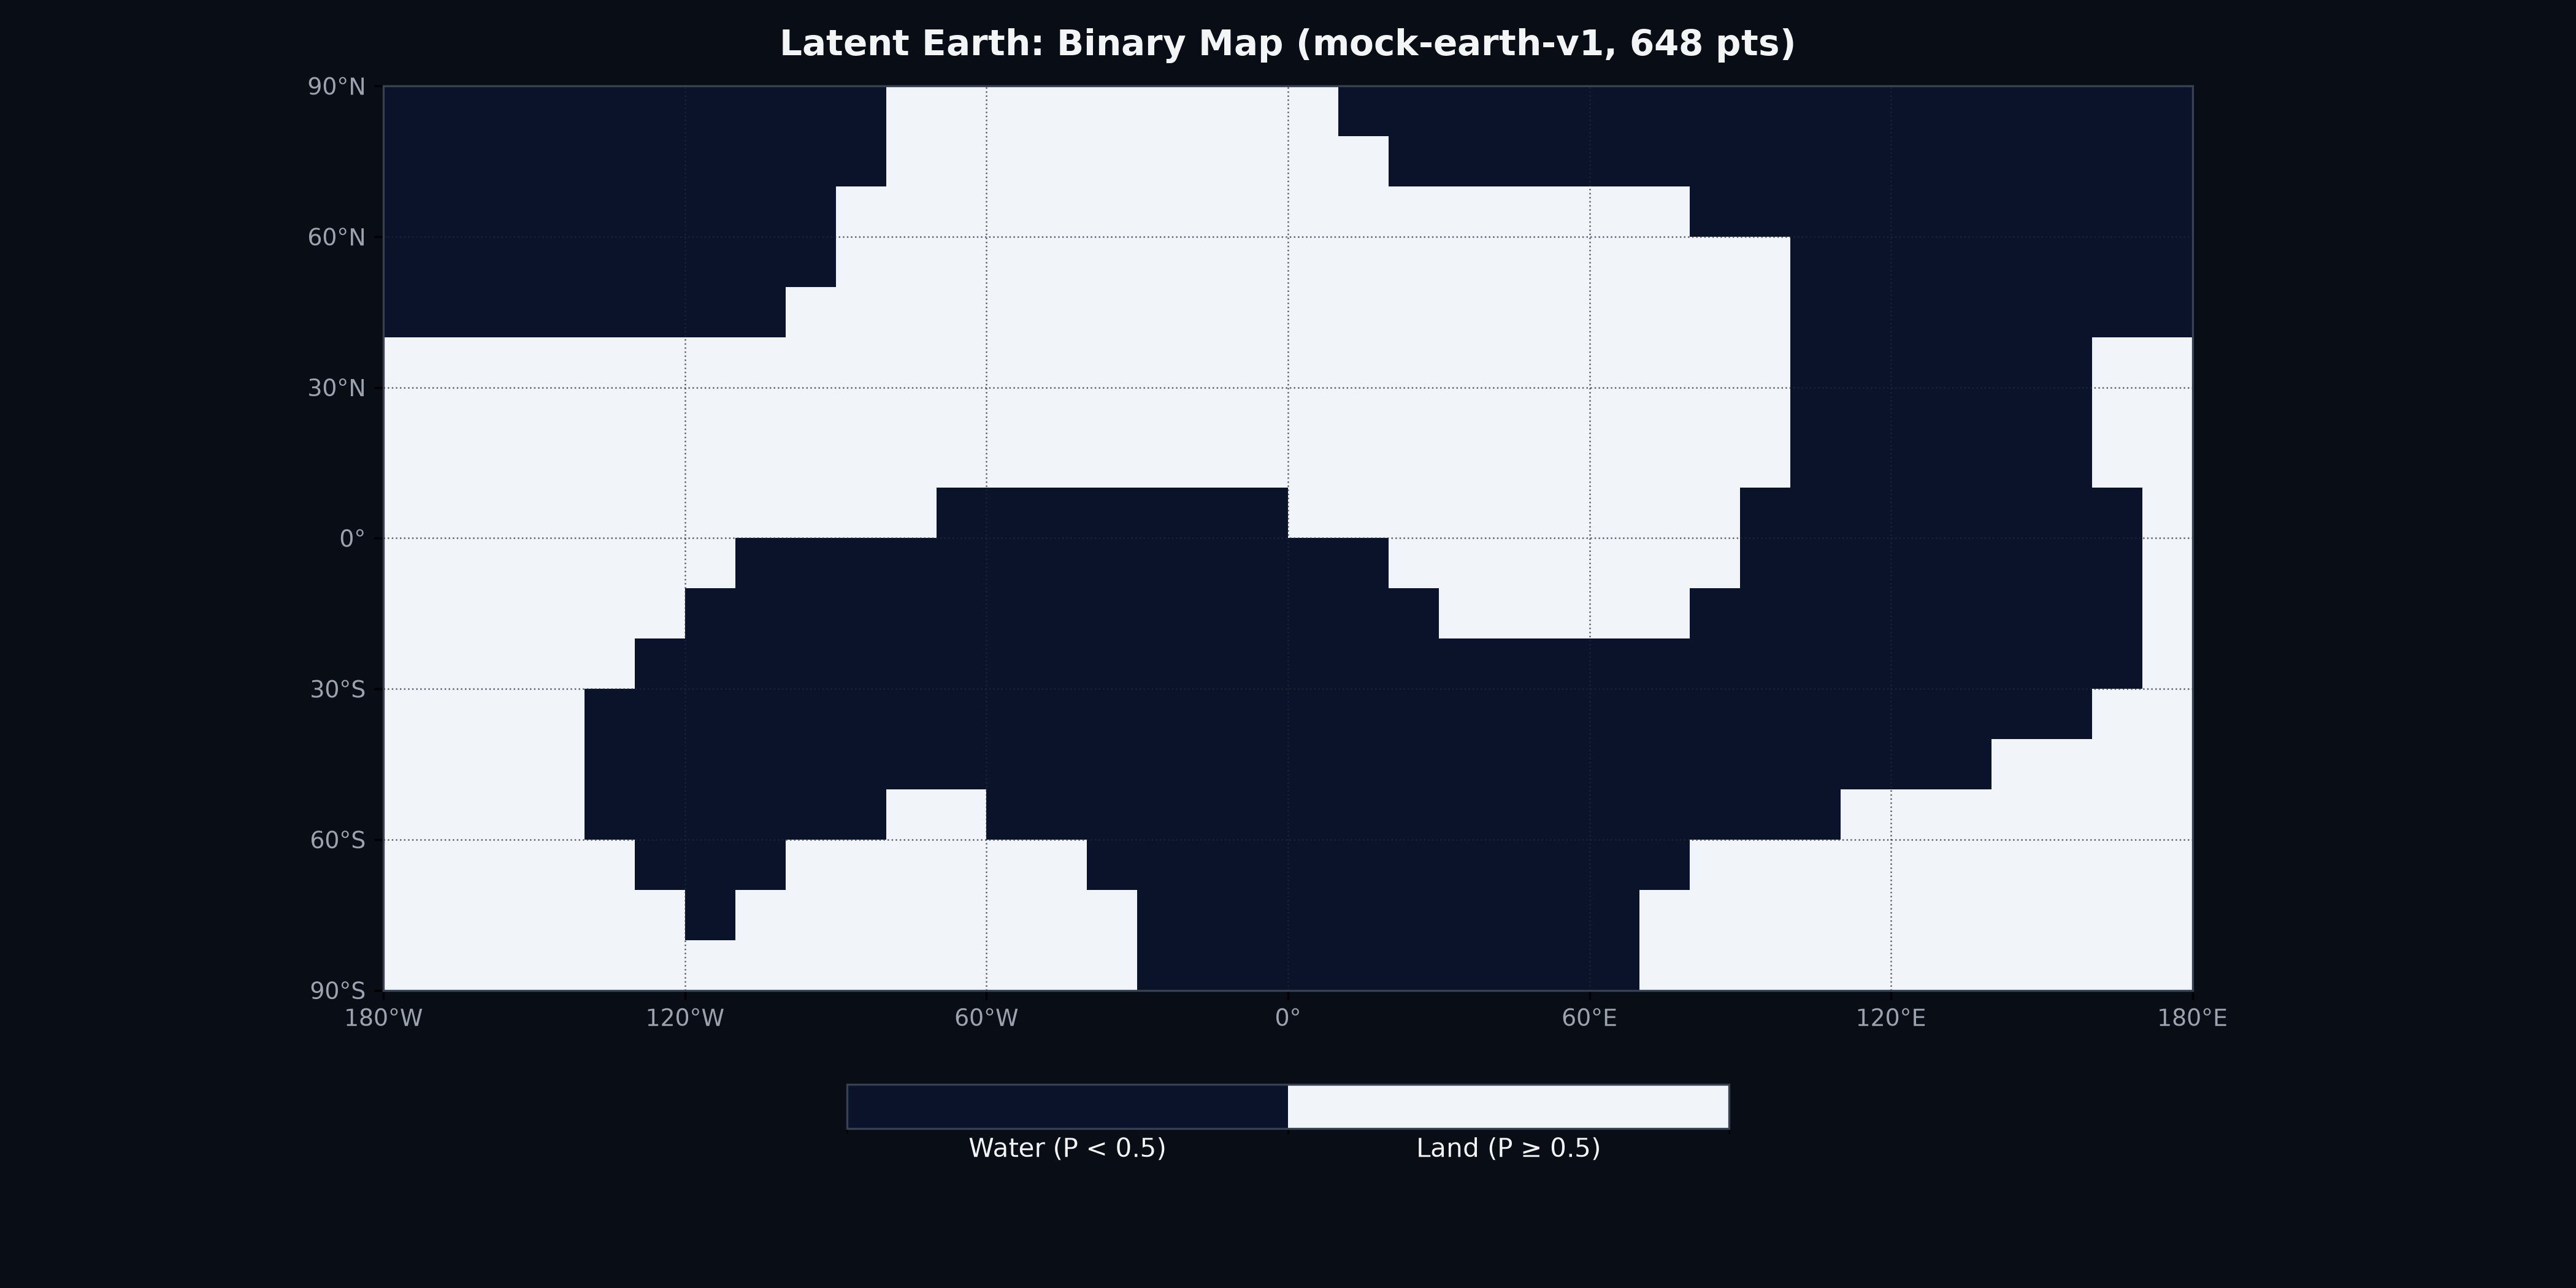 Latent Earth: Binary Map (mock-earth-v1, 648 pts)
90°N
60°N
30°N
0°
30°S
60°S
90°S
180°W 120°W 60°W 0° 60°E 120°E 180°E
Water (P < 0.5) Land (P ≥ 0.5)